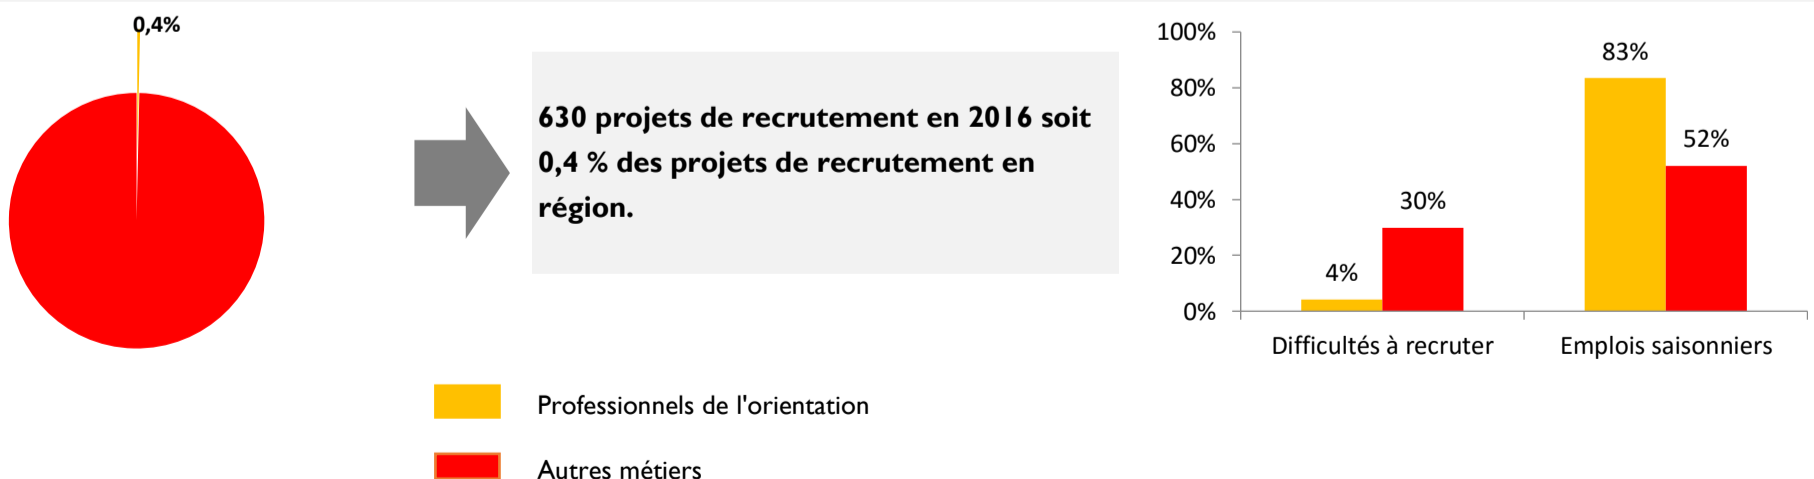 0,4%
630 projets de recrutement en 2016 soit
0,4 % des projets de recrutement en
région.
100%
80%
60%
40%
20%
0%
4%
30%
83%
52%
Difficultés à recruter
Emplois saisonniers
Professionnels de l'orientation
Autres métiers